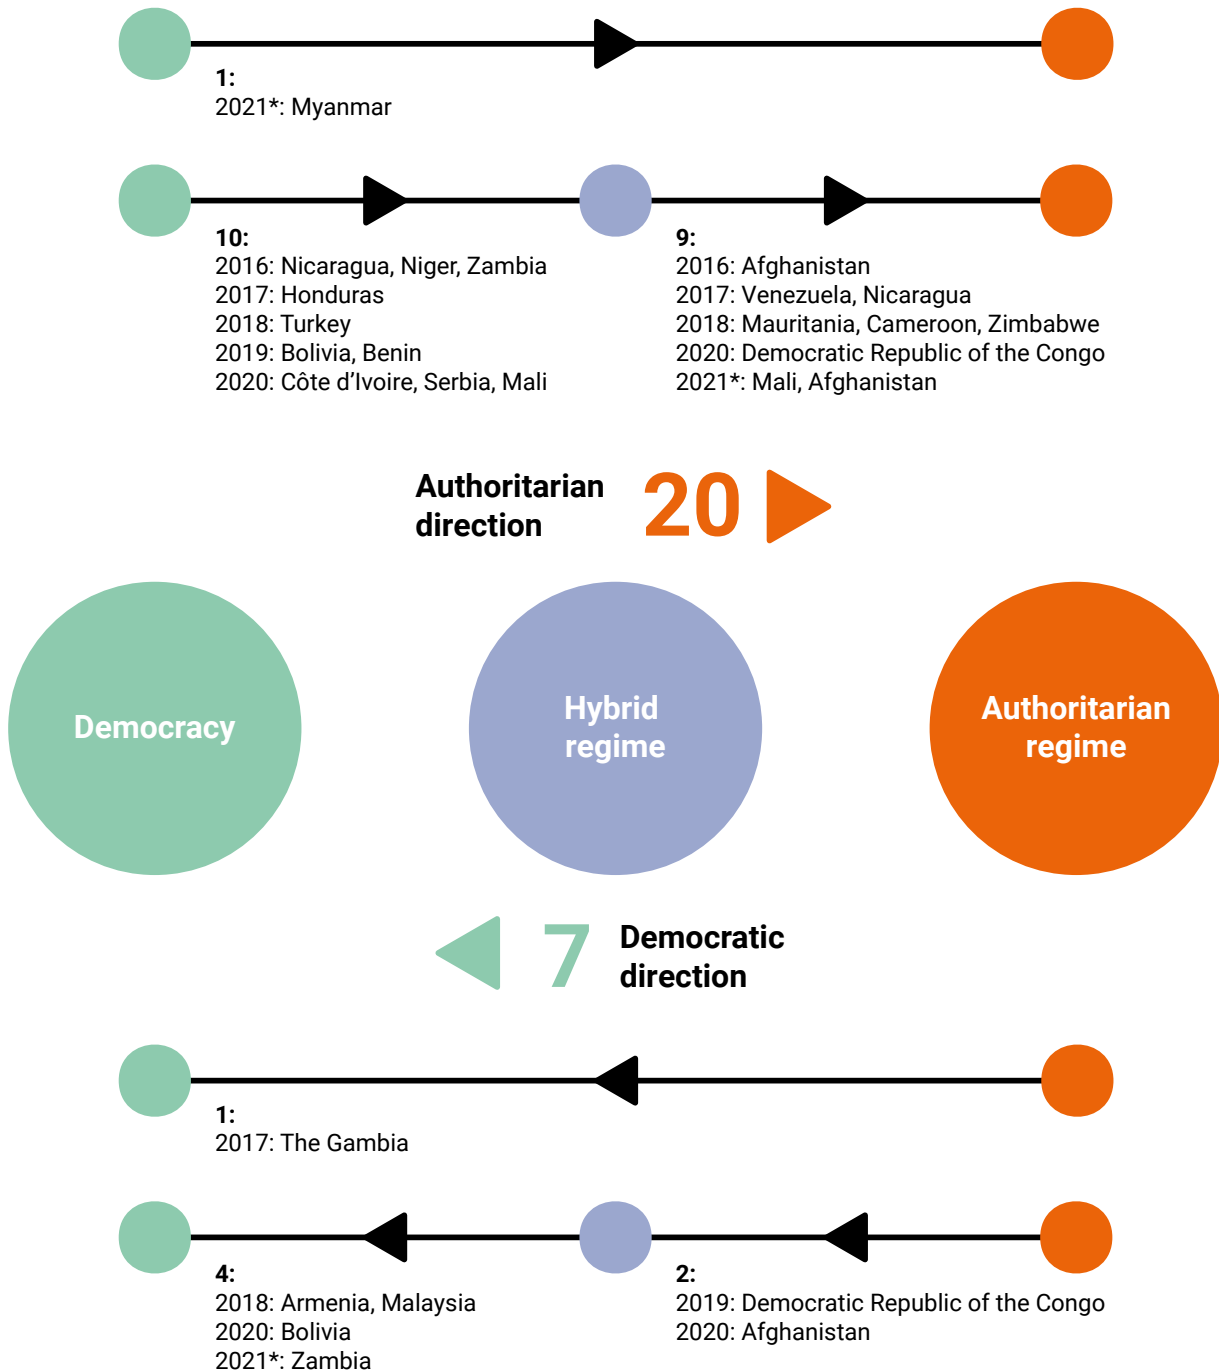 1:
2021*: Myanmar
10:
2016: Nicaragua, Niger, Zambia
2017: Honduras
2018: Turkey
2019: Bolivia, Benin
2020: Côte d’Ivoire, Serbia, Mali
9:
2016: Afghanistan
2017: Venezuela, Nicaragua
2018: Mauritania, Cameroon, Zimbabwe
2020: Democratic Republic of the Congo
2021*: Mali, Afghanistan
Authoritarian
direction
20
Democracy
Hybrid
regime
Authoritarian
regime
7
Democratic
direction
1:
2017: The Gambia
4:
2018: Armenia, Malaysia
2020: Bolivia
2021*: Zambia
2:
2019: Democratic Republic of the Congo
2020: Afghanistan